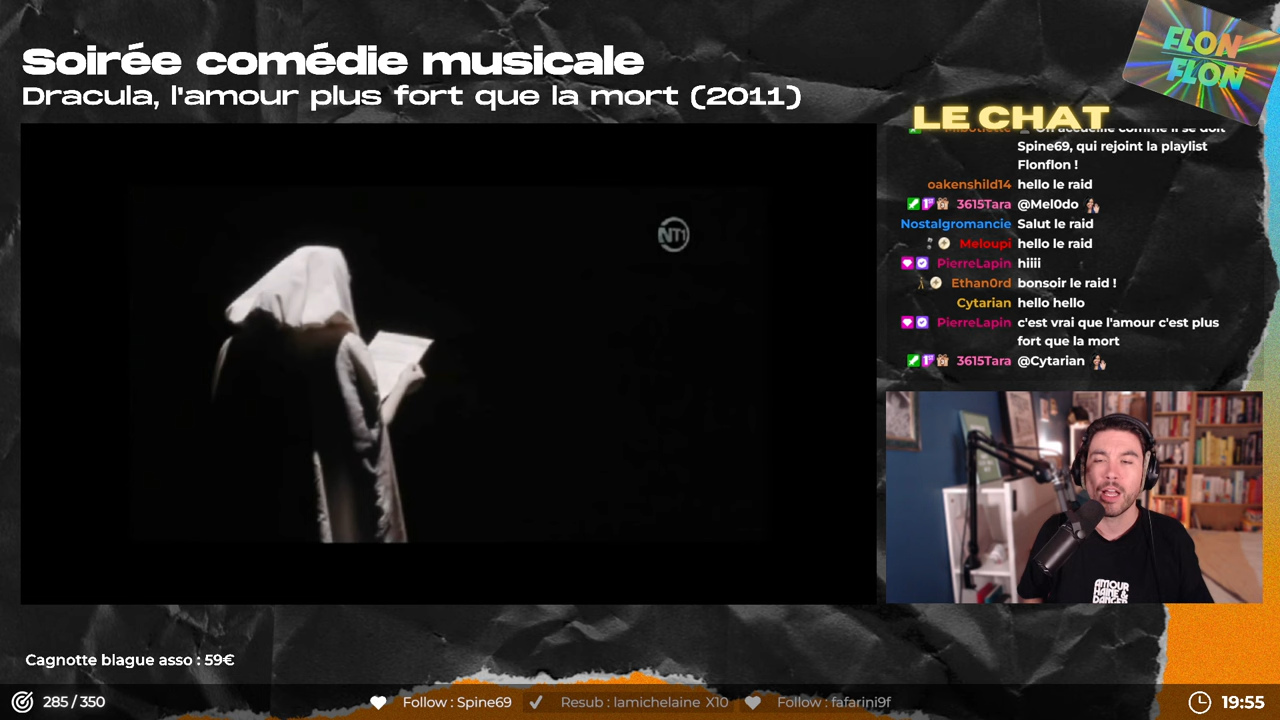 Soirée comédie musicale
Dracula, l'amour plus fort que la mort (2011)
FLON
FLON
LE CHAT
Spine69, qui rejoint la playlist
Flonflon !
oakenshild14 hello le raid
3615Tara @Mel0do
Nostalgromancie Salut le raid
Meloupi hello le raid
PierreLapin hiiii
Ethan0rd bonsoir le raid !
Cytarian hello hello
PierreLapin c'est vrai que l'amour c'est plus
fort que la mort
3615Tara @Cytarian
NT1
AMOUR
HAINE &
DANGER
Cagnotte blague asso : 59€
285 / 350
Follow : Spine69
Resub : lamichelaine X10
Follow : fafarini9f
19:55